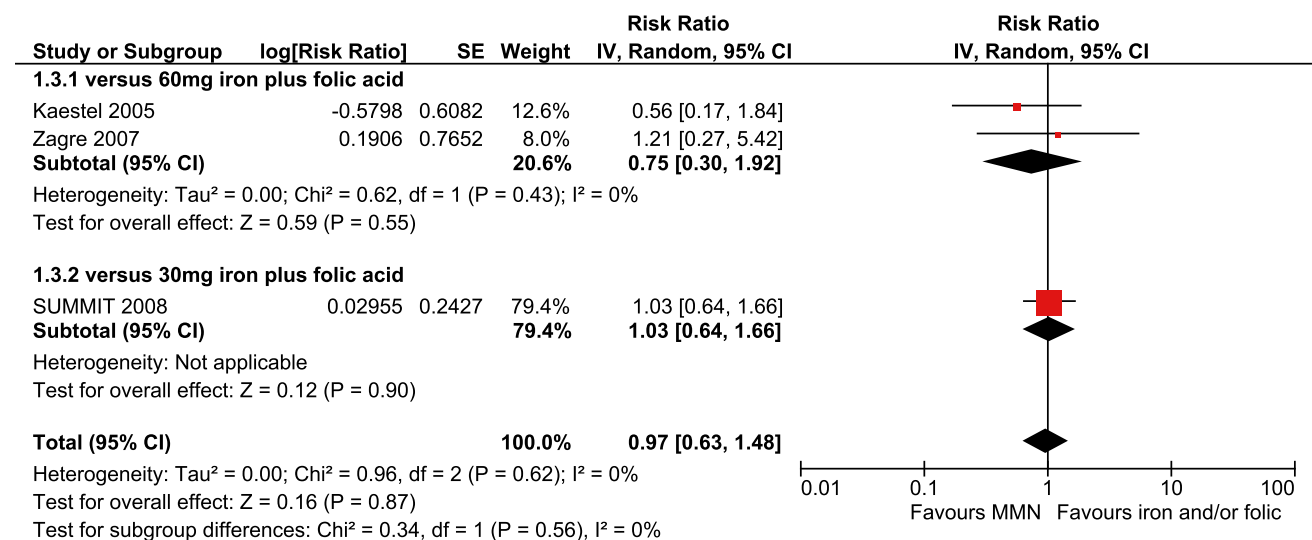 Risk Ratio Risk Ratio
Study or Subgroup log[Risk Ratio] SE Weight IV, Random, 95% CI IV, Random, 95% CI
1.3.1 versus 60mg iron plus folic acid
Kaestel 2005 -0.5798 0.6082 12.6% 0.56 [0.17, 1.84]
Zagre 2007 0.1906 0.7652 8.0% 1.21 [0.27, 5.42]
Subtotal (95% CI) 20.6% 0.75 [0.30, 1.92]
Heterogeneity: Tau² = 0.00; Chi² = 0.62, df = 1 (P = 0.43); I² = 0%
Test for overall effect: Z = 0.59 (P = 0.55)
1.3.2 versus 30mg iron plus folic acid
SUMMIT 2008 0.02955 0.2427 79.4% 1.03 [0.64, 1.66]
Subtotal (95% CI) 79.4% 1.03 [0.64, 1.66]
Heterogeneity: Not applicable
Test for overall effect: Z = 0.12 (P = 0.90)
Total (95% CI) 100.0% 0.97 [0.63, 1.48]
Heterogeneity: Tau² = 0.00; Chi² = 0.96, df = 2 (P = 0.62); I² = 0%
Test for overall effect: Z = 0.16 (P = 0.87)
Test for subgroup differences: Chi² = 0.34, df = 1 (P = 0.56), I² = 0%
0.01 0.1 1 10 100
Favours MMN Favours iron and/or folic